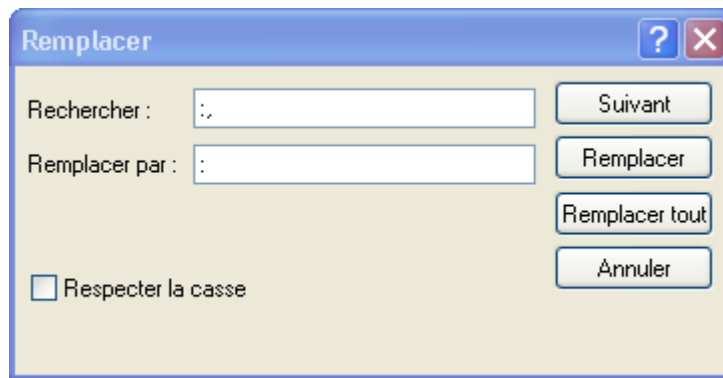 Remplacer
?
Rechercher :
:,
Suivant
Remplacer par :
:
Remplacer
Remplacer tout
Annuler
Respecter la casse